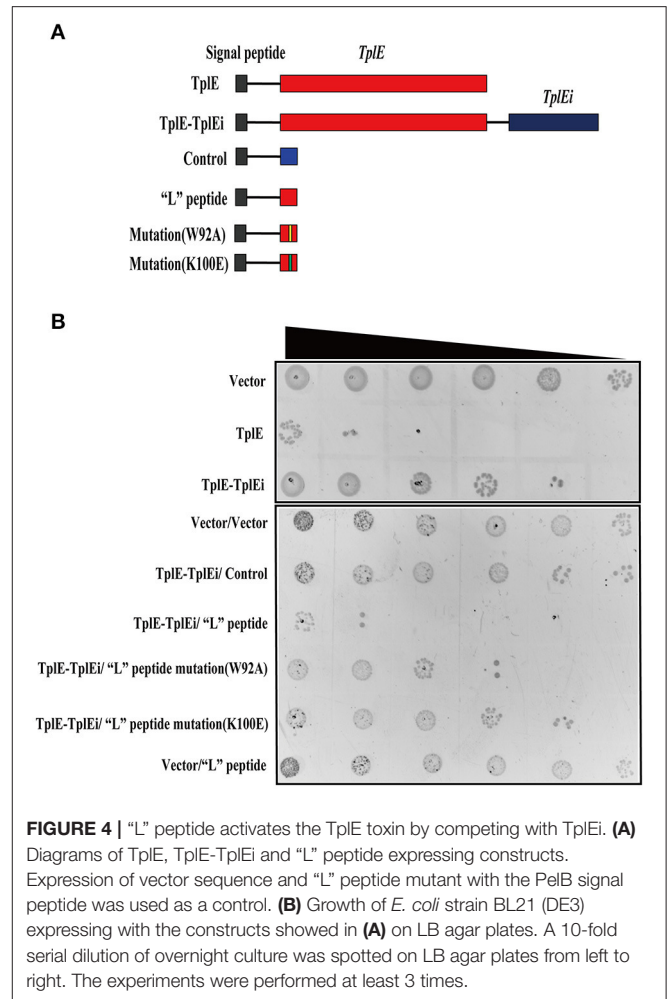 A
Signal peptide TplE
TplE
TplEi
TplE-TplEi
Control
“L” peptide
Mutation(W92A)
Mutation(K100E)
B
Vector
TplE
TplE-TplEi
Vector/Vector
TplE-TplEi/ Control
TplE-TplEi/ “L” peptide
TplE-TplEi/ “L” peptide mutation(W92A)
TplE-TplEi/ “L” peptide mutation(K100E)
Vector/“L” peptide
FIGURE 4 | “L” peptide activates the TplE toxin by competing with TplEi. (A)
Diagrams of TplE, TplE-TplEi and “L” peptide expressing constructs.
Expression of vector sequence and “L” peptide mutant with the PelB signal
peptide was used as a control. (B) Growth of E. coli strain BL21 (DE3)
expressing with the constructs showed in (A) on LB agar plates. A 10-fold
serial dilution of overnight culture was spotted on LB agar plates from left to
right. The experiments were performed at least 3 times.